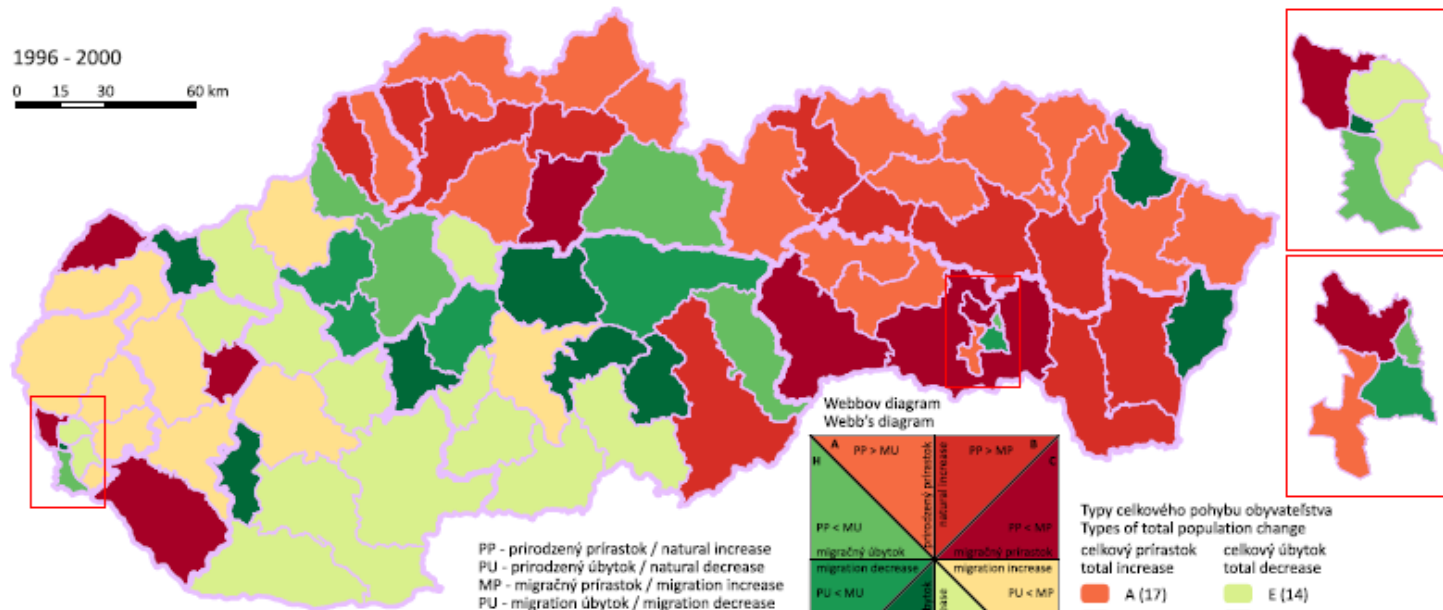 1996 - 2000
0 15 30 60 km
Webbov diagram
Webb's diagram
A
PP > MU
PP > MP
B
H
C
prirodzený prírastok
natural increase
PP < MU
PP < MP
migračný úbytok
migračný prírastok
migration decrease
migration increase
PU < MU
PU < MP
PP - prirodzený prírastok / natural increase
PU - prirodzený úbytok / natural decrease
MP - migračný prírastok / migration increase
PU - migration úbytok / migration decrease
Typy celkového pohybu obyvateľstva
Types of total population change
celkový prírastok
total increase
celkový úbytok
total decrease
A (17)
E (14)